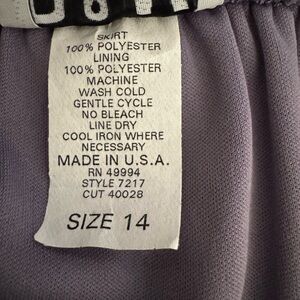 SKIRT
100% POLYESTER
LINING
100% POLYESTER
MACHINE
WASH COLD
GENTLE CYCLE
NO BLEACH
LINE DRY
COOL IRON WHERE
NECESSARY
MADE IN U.S.A.
RN 49994
STYLE 7217
CUT 40028
SIZE 14